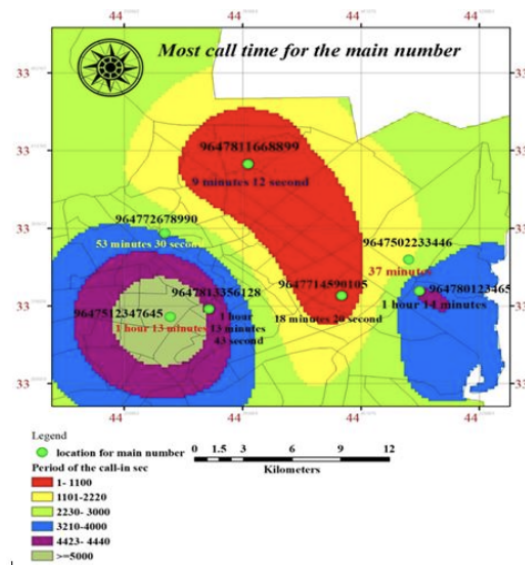 44 44 44 44
Most call time for the main number
33 33
33 33
33 33
33 33
33 33
9647811668899
9 minutes 12 second
964772678990
53 minutes 30 second
9647502233446
37 minutes
9647714590105
18 minutes 20 second
964780123465
1 hour 14 minutes
9647813356128
1 hour
13 minutes
43 second
9647512347645
1 hour 13 minutes
44 44 44 44
Legend
location for main number
Period of the call-in sec
1- 1100
1101-2220
2230- 3000
3210-4000
4423- 4440
>=5000
0 1.5 3 6 9 12
Kilometers